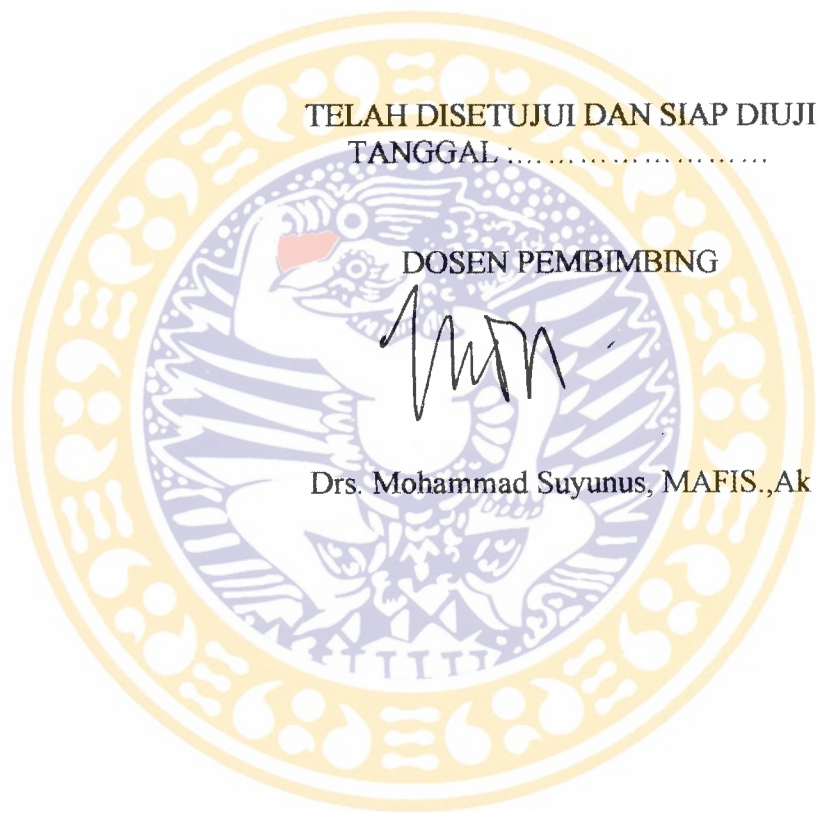 TELAH DISETUJUI DAN SIAP DIUJI
TANGGAL :........................
DOSEN PEMBIMBING
Drs. Mohammad Suyunus, MAFIS.,Ak